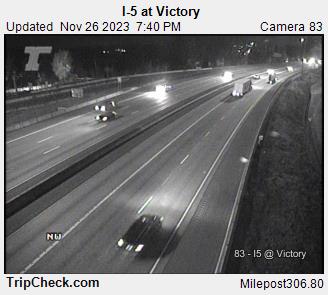 I-5 at Victory
Updated Nov 26 2023 7:40 PM Camera 83
T
NW
83 - I5 @ Victory
TripCheck.com Milepost306.80